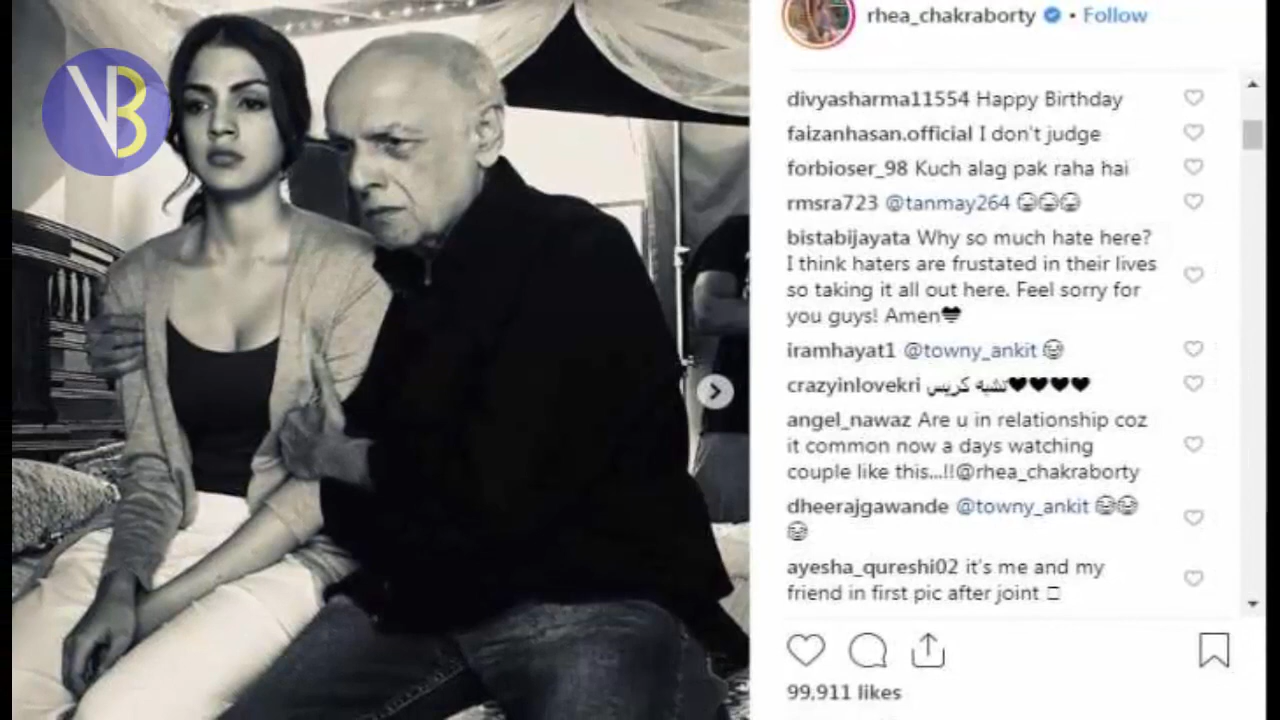 VB
rhea_chakraborty • Follow
divyasharma11554 Happy Birthday
faizanhasan.official I don't judge
forbioser_98 Kuch alag pak raha hai
rmsra723 @tanmay264 😂😂😂
bistabijayata Why so much hate here?
I think haters are frustated in their lives
so taking it all out here. Feel sorry for
you guys! Amen❤
iramhayat1 @towny_ankit 😂
crazyinlovekri تشبه كريس♥♥♥♥
angel_nawaz Are u in relationship coz
it common now a days watching
couple like this...!!@rhea_chakraborty
dheerajgawande @towny_ankit 😂😂
😂
ayesha_qureshi02 it's me and my
friend in first pic after joint □
99,911 likes